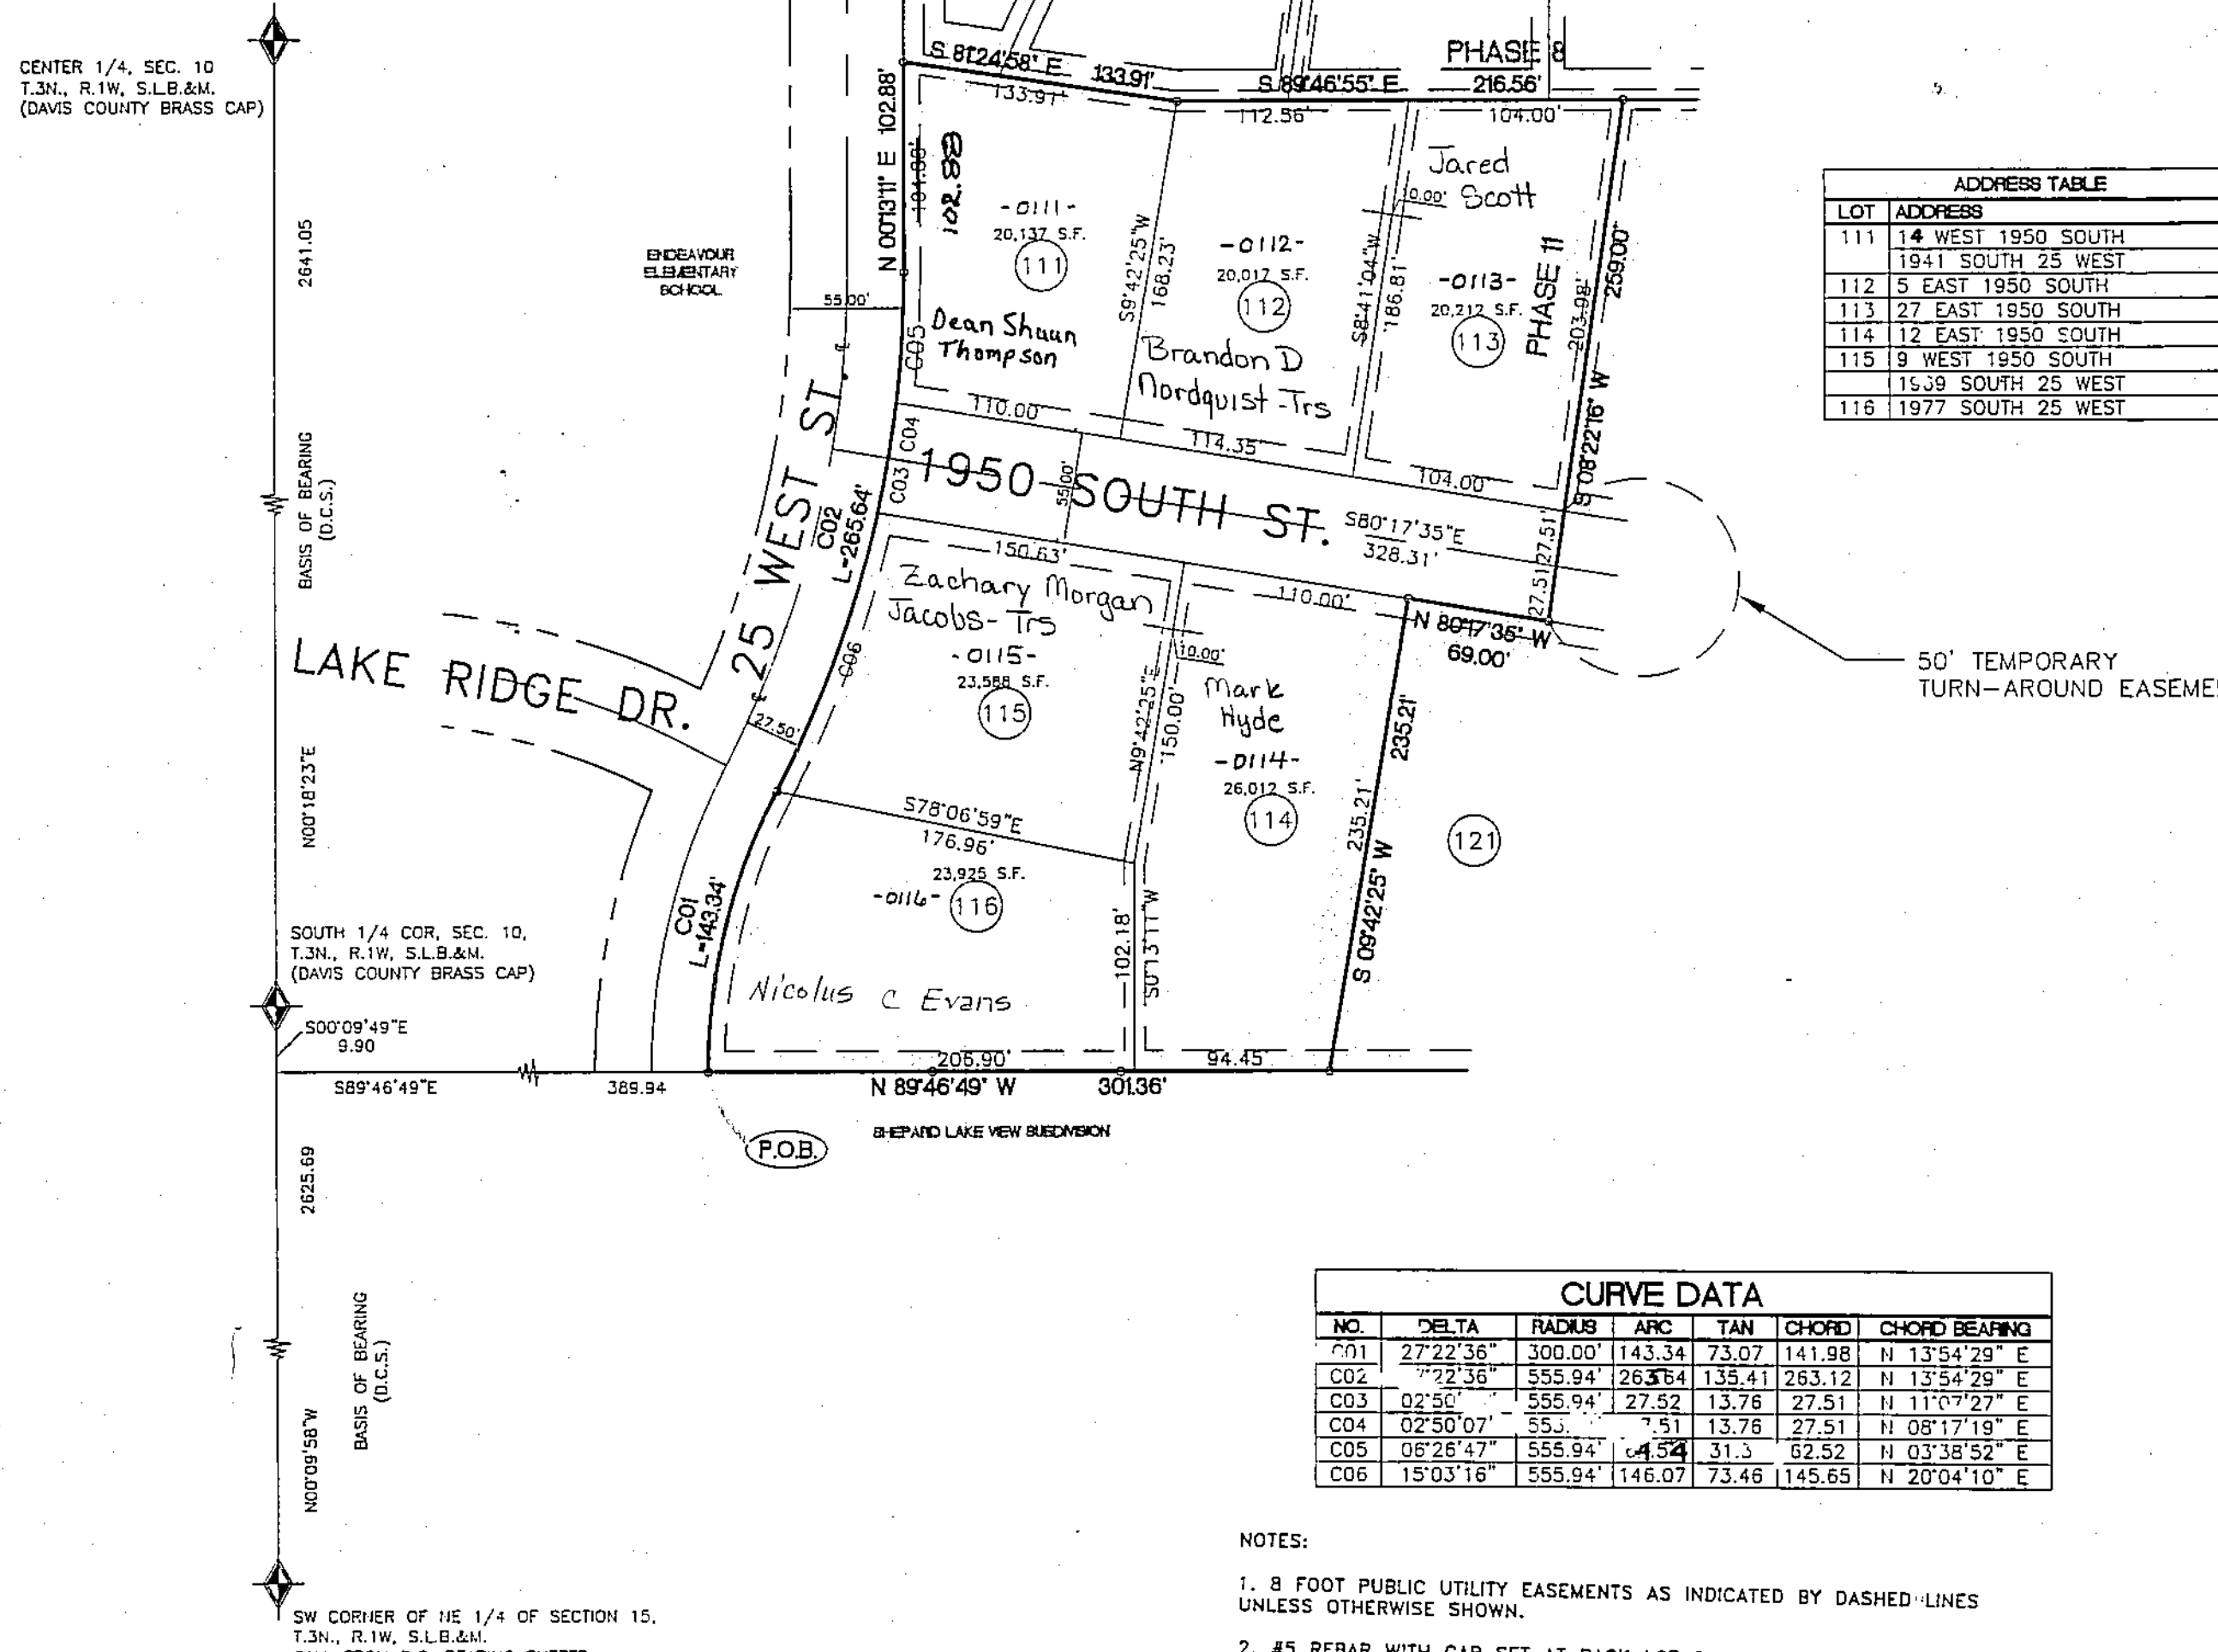 CENTER 1/4, SEC. 10
T.3N., R.1W, S.L.B.&M.
(DAVIS COUNTY BRASS CAP)
2641.05
BASIS OF BEARING
(D.C.S.)
N00°18'23"E
SOUTH 1/4 COR, SEC. 10,
T.3N., R.1W, S.L.B.&M.
(DAVIS COUNTY BRASS CAP)
S00°09'49"E
9.90
S89°46'49"E
389.94
2625.69
BASIS OF BEARING
(D.C.S.)
N00°09'58"W
SW CORNER OF NE 1/4 OF SECTION 15,
T.3N., R.1W, S.L.B.&M.
PHASE 8
S 81°24'58" E 133.91'
133.91'
S 89°46'55" E 216.56'
112.56'
104.00'
N 00°13'11" E 102.88'
102.88
-0111-
20,137 S.F.
111
Dean Shaun
Thompson
C05
ENDEAVOUR
ELEMENTARY
SCHOOL
55.00'
S9°42'25"W
168.23'
-0112-
20,017 S.F.
112
Brandon D
Nordquist-Trs
S8°41'04"W
186.81'
Jared
Scott
-0113-
20,212 S.F.
113
PHASE 11
203.98'
259.00'
S 08°22'16" W
110.00'
114.35'
104.00'
C04
C03
1950 SOUTH ST.
55.00'
S80°17'35"E
328.31'
27.51'
27.51'
25 WEST ST.
C02
L=265.64'
150.63'
110.00'
N 80°17'35" W
69.00'
Zachary Morgan
Jacobs-Trs
-0115-
23,588 S.F.
115
C06
10.00'
N9°42'25"E
150.00'
Mark
Hyde
-0114-
26,012 S.F.
114
235.21'
235.21'
S 09°42'25" W
121
50' TEMPORARY
LAKE RIDGE DR.
27.50'
S78°06'59"E
176.96'
23,925 S.F.
-0116-
116
Nicolus C Evans
C01
L=143.34'
102.18'
S0°13'11"W
206.90'
94.45'
N 89°46'49" W 301.36'
P.O.B.
SHEPARD LAKE VIEW SUBDIVISION
ADDRESS TABLE
LOT ADDRESS
111 14 WEST 1950 SOUTH
1941 SOUTH 25 WEST
112 5 EAST 1950 SOUTH
113 27 EAST 1950 SOUTH
114 12 EAST 1950 SOUTH
115 9 WEST 1950 SOUTH
SOUTH 25 WEST
116 1977 SOUTH 25 WEST
CURVE DATA
NO. DELTA RADIUS ARC TAN CHORD CHORD BEARING
C01 27°22'36" 300.00' 143.34 73.07 141.98 N 13°54'29" E
C02 555.94' 135.41 263.12 N 13°54'29" E
C03 02°50' 555.94' 27.52 13.76 27.51 N 11°07'27" E
C04 02°50'07" 13.76 27.51 N 08°17'19" E
C05 06°26'47" 555.94' 62.52 N 03°38'52" E
C06 15°03'16" 555.94' 146.07 73.46 145.65 N 20°04'10" E
NOTES:
1. 8 FOOT PUBLIC UTILITY EASEMENTS AS INDICATED BY DASHED LINES
UNLESS OTHERWISE SHOWN.